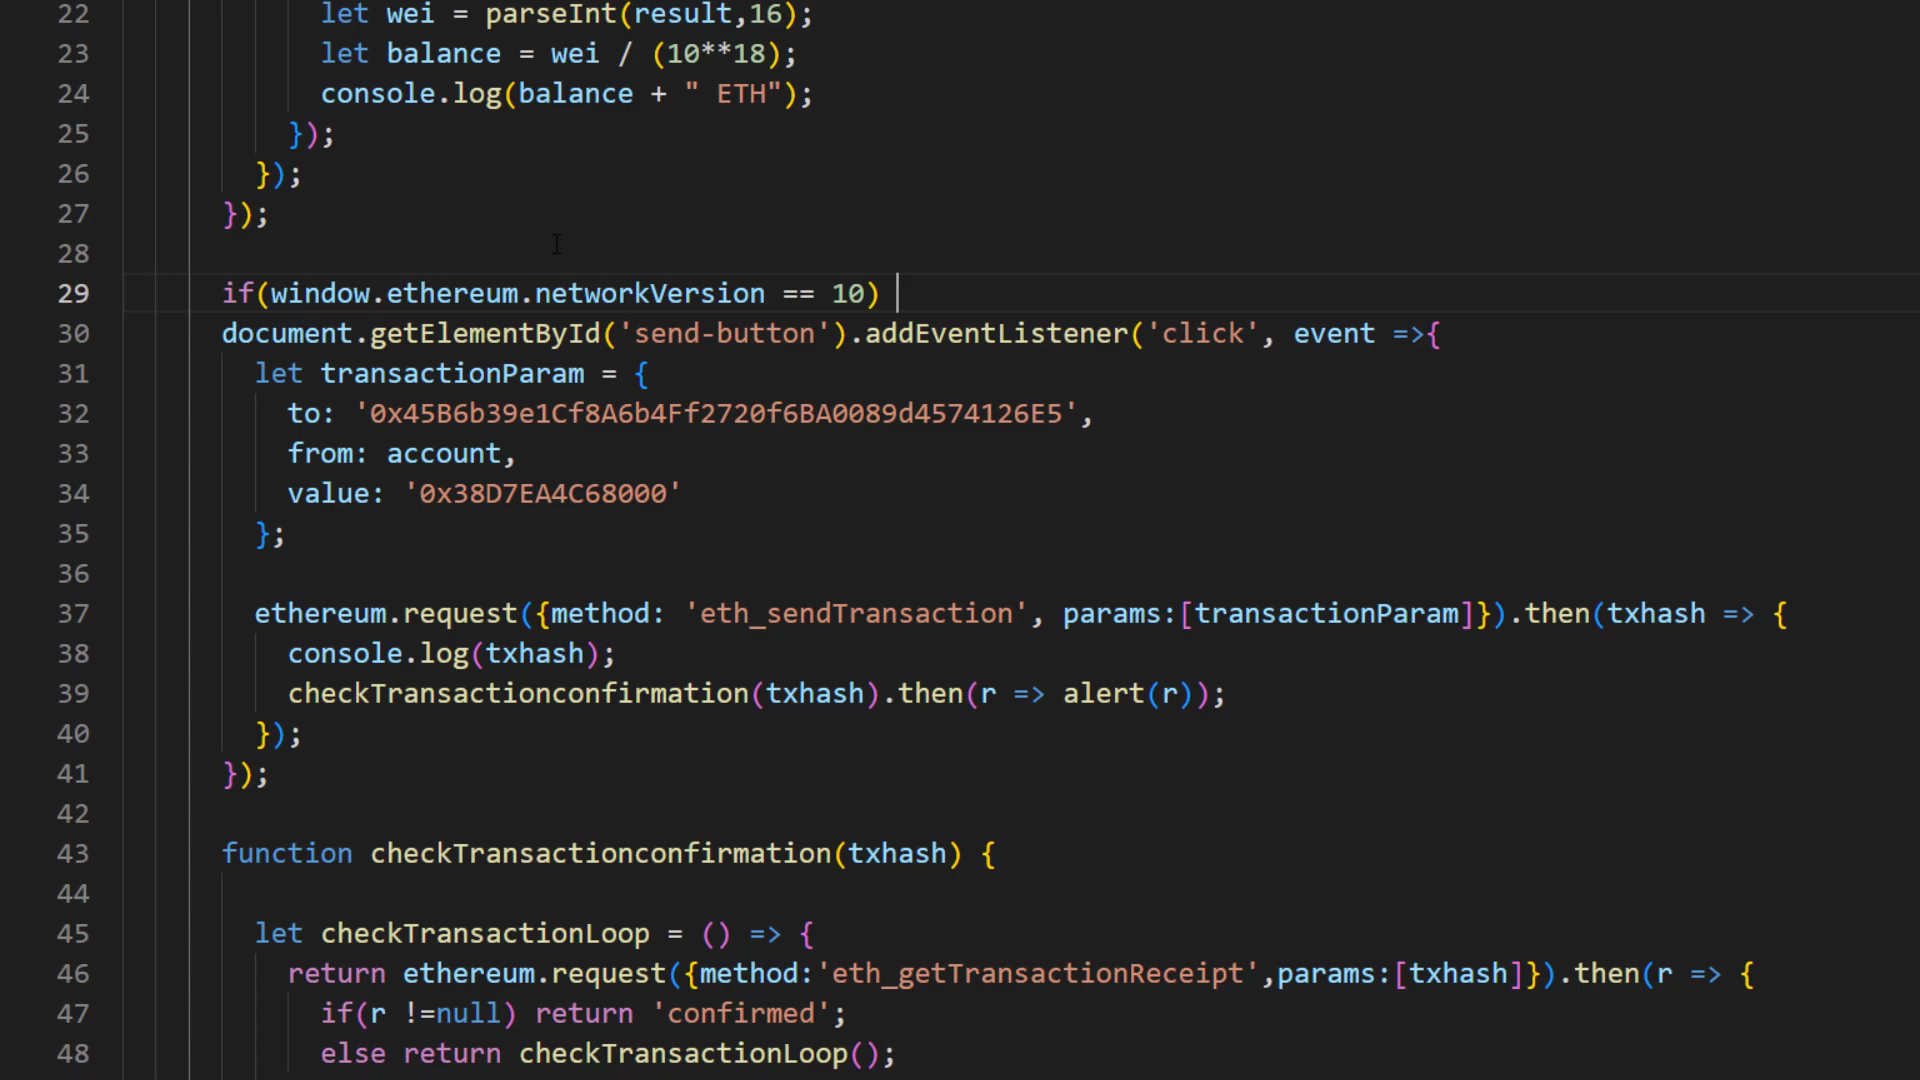 22 let wei = parseInt(result,16);
23 let balance = wei / (10**18);
24 console.log(balance + " ETH");
25 });
26 });
27 });
28
29 if(window.ethereum.networkVersion == 10)
30 document.getElementById('send-button').addEventListener('click', event =>{
31 let transactionParam = {
32 to: '0x45B6b39e1Cf8A6b4Ff2720f6BA0089d4574126E5',
33 from: account,
34 value: '0x38D7EA4C68000'
35 };
36
37 ethereum.request({method: 'eth_sendTransaction', params:[transactionParam]}).then(txhash => {
38 console.log(txhash);
39 checkTransactionconfirmation(txhash).then(r => alert(r));
40 });
41 });
42
43 function checkTransactionconfirmation(txhash) {
44
45 let checkTransactionLoop = () => {
46 return ethereum.request({method:'eth_getTransactionReceipt',params:[txhash]}).then(r => {
47 if(r !=null) return 'confirmed';
48 else return checkTransactionLoop();